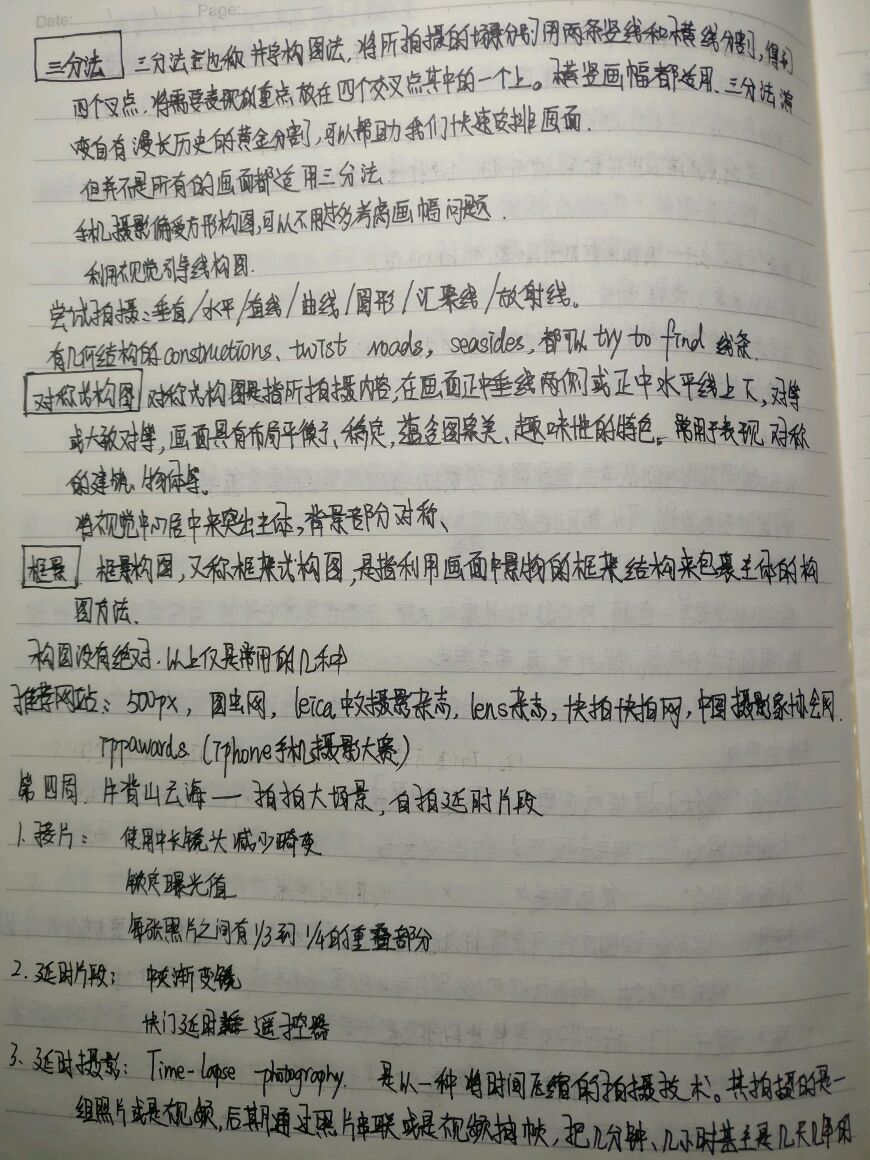 Date: Page:
三分法 三分法也称井字构图法,将所拍摄的场景分割用两条竖线和横线分割,得到
四个叉点,将需要表现的重点放在四个交叉点其中的一个上。横竖画幅都适用、三分法演
变自有漫长历史的黄金分割,可以帮助我们快速安排画面.
但并不是所有的画面都适用三分法.
手机摄影偏爱方形构图,可以不用过多考虑画幅问题.
利用视觉引导线构图.
尝试拍摄:垂直/水平/直线/曲线/圆形/汇聚线/放射线。
有几何结构的constructions、twist roads, seasides,都可以try to find 线条.
对称式构图 对称式构图是指所拍摄内容,在画面正中垂线两侧或正中水平线上下,对等
或大致对等,画面具有布局平衡、稳定,蕴含图案美、趣味性的特色。常用于表现对称
的建筑、物体等。
将视觉中心居中来突出主体,背景部分对称、
框景 框景构图,又称框架式构图,是指利用画面中景物的框架结构来包裹主体的构
图方法.
构图没有绝对.以上仅是常用的几种
推荐网站:500px,图虫网,leica中文摄影杂志,lens杂志,快拍快拍网,中国摄影家协会网.
Ippawards.(Iphone手机摄影大赛)
第四周. 牛背山云海——拍拍大场景,自拍延时片段
1.接片: 使用中长镜头减少畸变
锁定曝光值
每张照片之间有1/3到1/4的重叠部分
2.延时片段: 中灰渐变镜
快门延时遥控器
3.延时摄影:Time-lapse photography. 是以一种将时间压缩的拍摄技术。其拍摄的是一
组照片或是视频,后期通过照片串联或是视频抽帧,把几分钟、几小时甚至是几天几年的